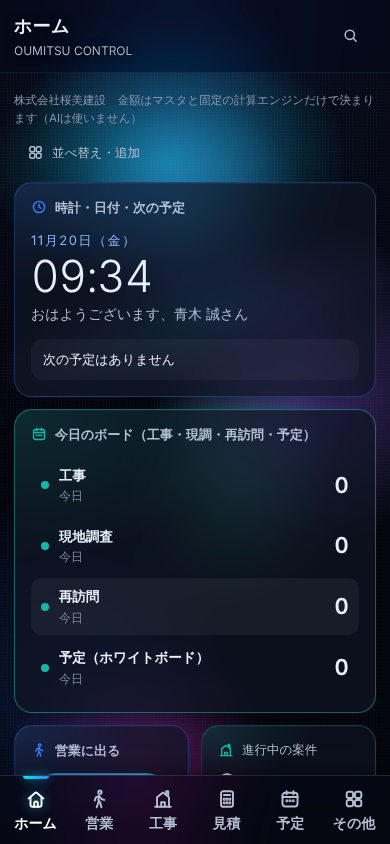 ホーム
OUMITSU CONTROL
株式会社桜美建設　金額はマスタと固定の計算エンジンだけで決まり
ます（AIは使いません）
並べ替え・追加
時計・日付・次の予定
11月20日（金）
09:34
おはようございます、青木 誠さん
次の予定はありません
今日のボード（工事・現調・再訪問・予定）
工事
今日
0
現地調査
今日
0
再訪問
今日
0
予定（ホワイトボード）
今日
0
営業に出る
進行中の案件
ホーム
営業
工事
見積
予定
その他